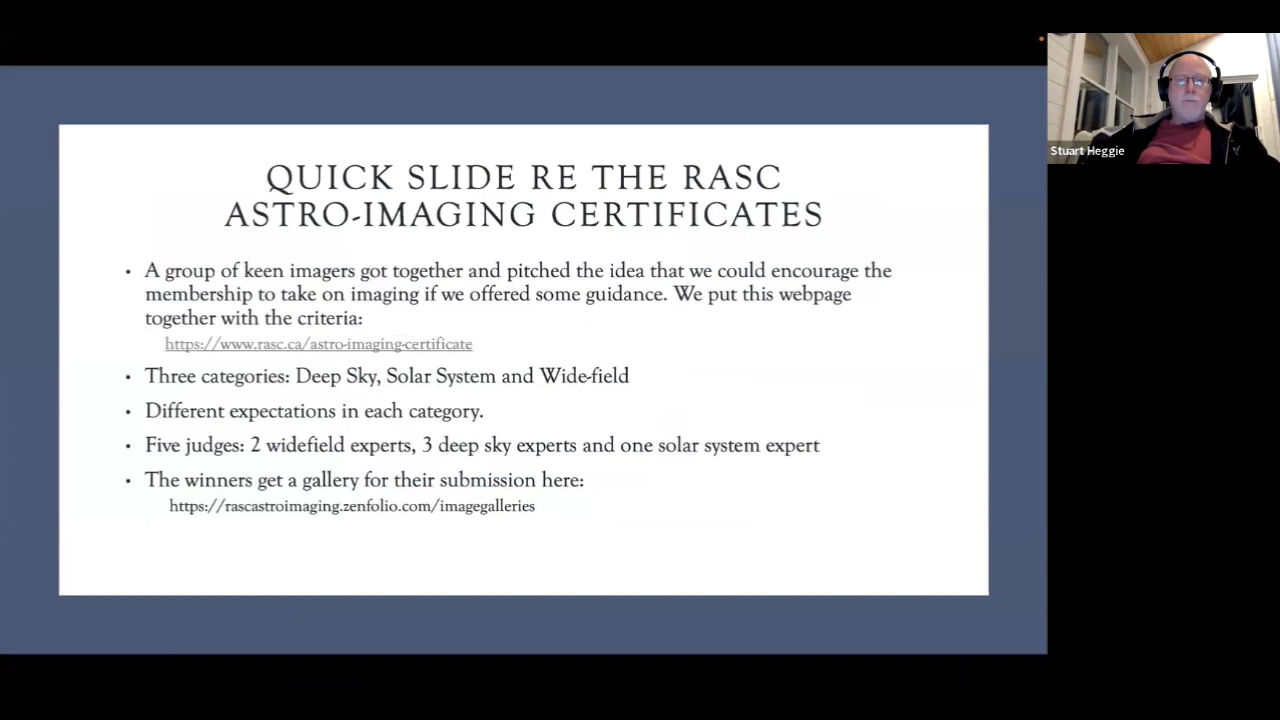 QUICK SLIDE RE THE RASC
ASTRO-IMAGING CERTIFICATES
• A group of keen imagers got together and pitched the idea that we could encourage the
membership to take on imaging if we offered some guidance. We put this webpage
together with the criteria:
https://www.rasc.ca/astro-imaging-certificate
• Three categories: Deep Sky, Solar System and Wide-field
• Different expectations in each category.
• Five judges: 2 widefield experts, 3 deep sky experts and one solar system expert
• The winners get a gallery for their submission here:
https://rascastroimaging.zenfolio.com/imagegalleries
Stuart Heggie